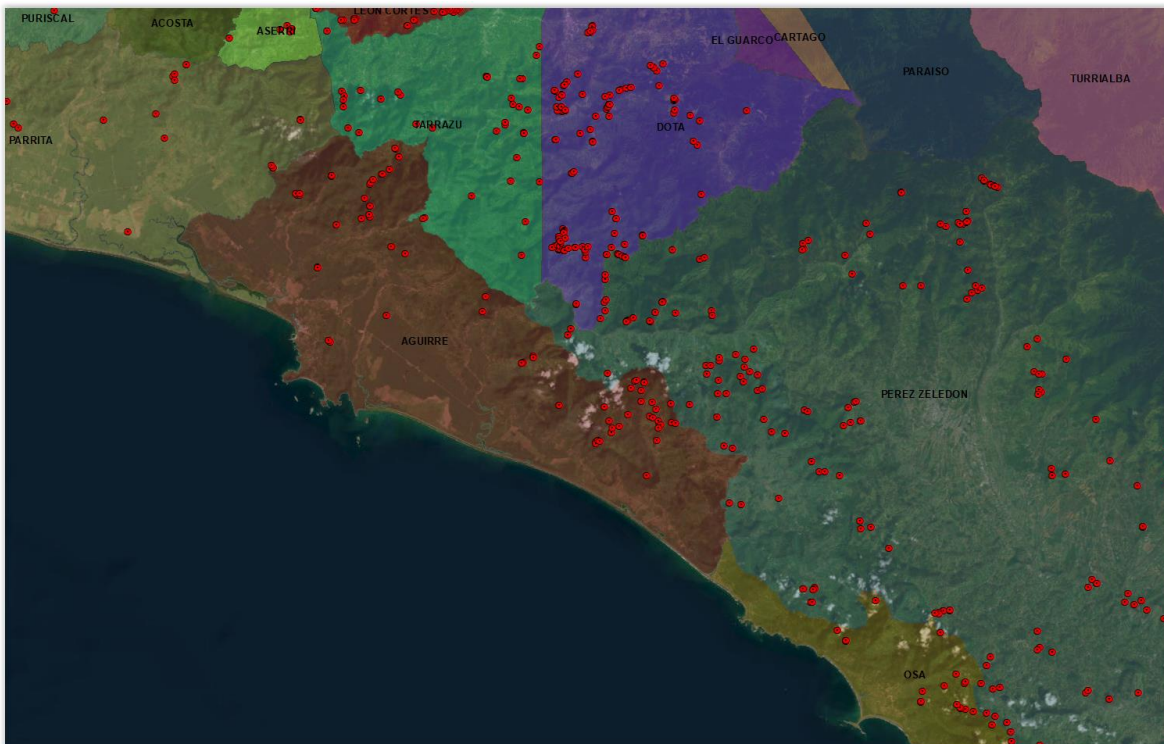 LEON CORTES
PURISCAL
ACOSTA
ASERRI
EL GUARCO
CARTAGO
PARAISO
TURRIALBA
TARRAZU
DOTA
PARRITA
AGUIRRE
PEREZ ZELEDON
OSA